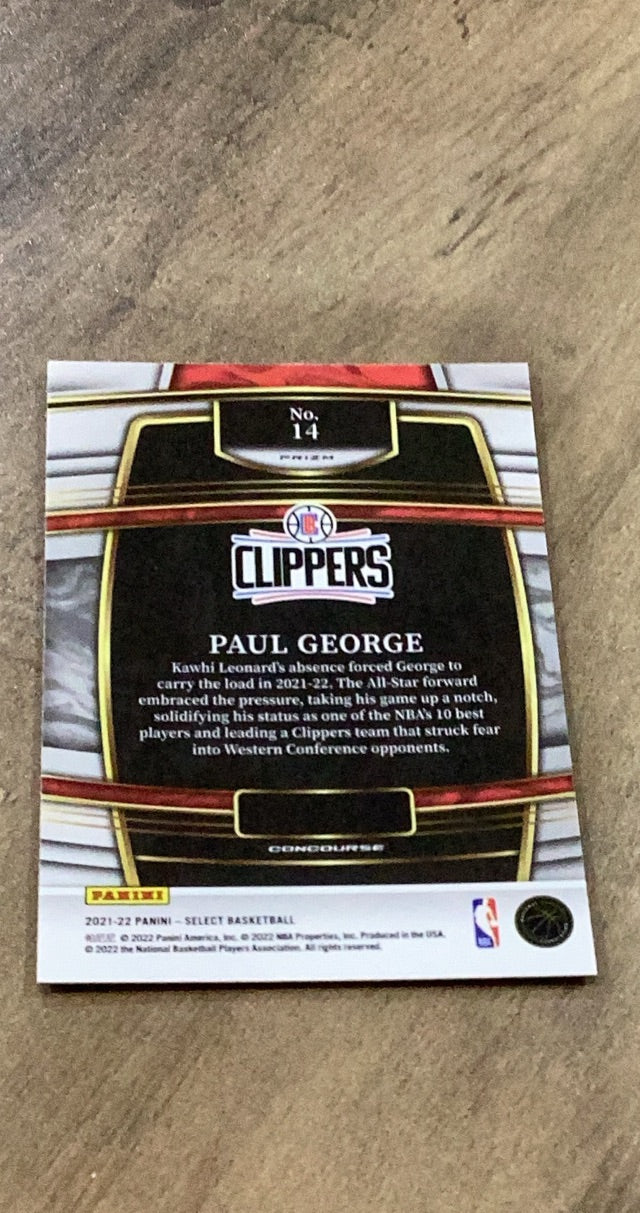 No.
14
PRIZM
LAC
CLIPPERS
PAUL GEORGE
Kawhi Leonard's absence forced George to
carry the load in 2021-22. The All-Star forward
embraced the pressure, taking his game up a notch,
solidifying his status as one of the NBA's 10 best
players and leading a Clippers team that struck fear
into Western Conference opponents.
CONCOURSE
PANINI
2021-22 PANINI – SELECT BASKETBALL
© 2022 Panini America, Inc. © 2022 NBA Properties, Inc. Produced in the USA.
© 2022 the National Basketball Players Association. All rights reserved.
NBA